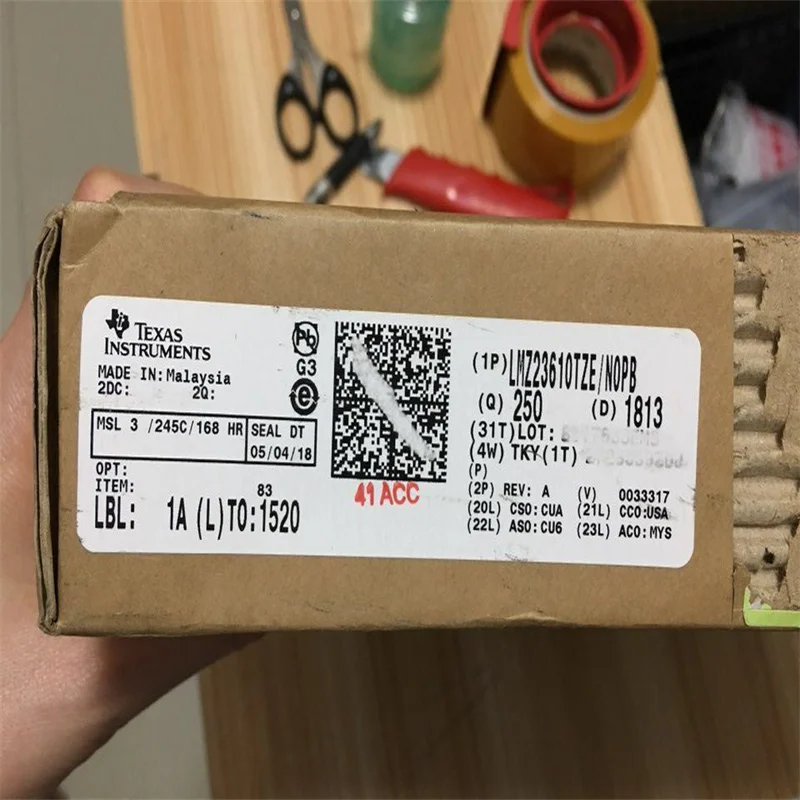 TEXAS
INSTRUMENTS
MADE IN: Malaysia
2DC: 2Q:
MSL 3 /245C/168 HR
SEAL DT
05/04/18
OPT:
ITEM: 83
LBL: 1A (L)TO:1520
Pb
G3
e
41 ACC
(1P) LMZ23610TZE/NOPB
(Q) 250 (D) 1813
(31T)LOT:
(4W) TKY(1T)
(P)
(2P) REV: A (V) 0033317
(20L) CSO:CUA (21L) CCO:USA
(22L) ASO:CU6 (23L) ACO:MYS